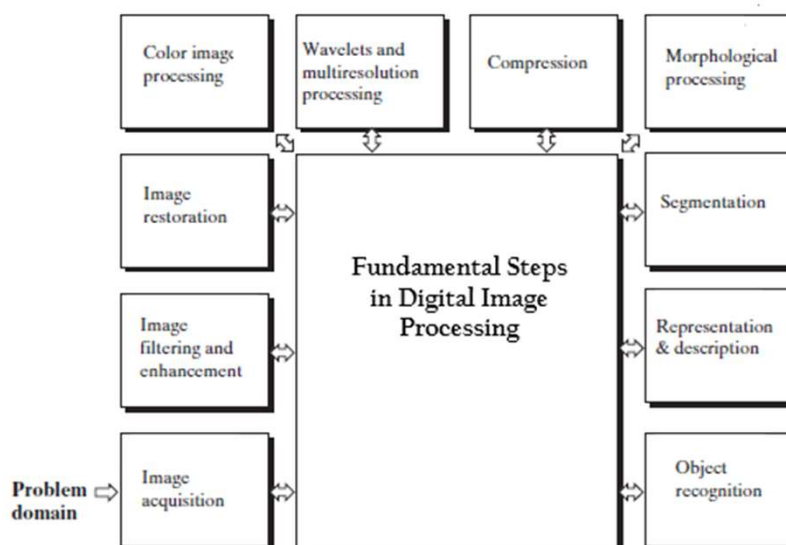 Color image
processing
Wavelets and
multiresolution
processing
Compression
Morphological
processing
Image
restoration
Fundamental Steps
in Digital Image
Processing
Segmentation
Image
filtering and
enhancement
Representation
& description
Problem
domain
Image
acquisition
Object
recognition